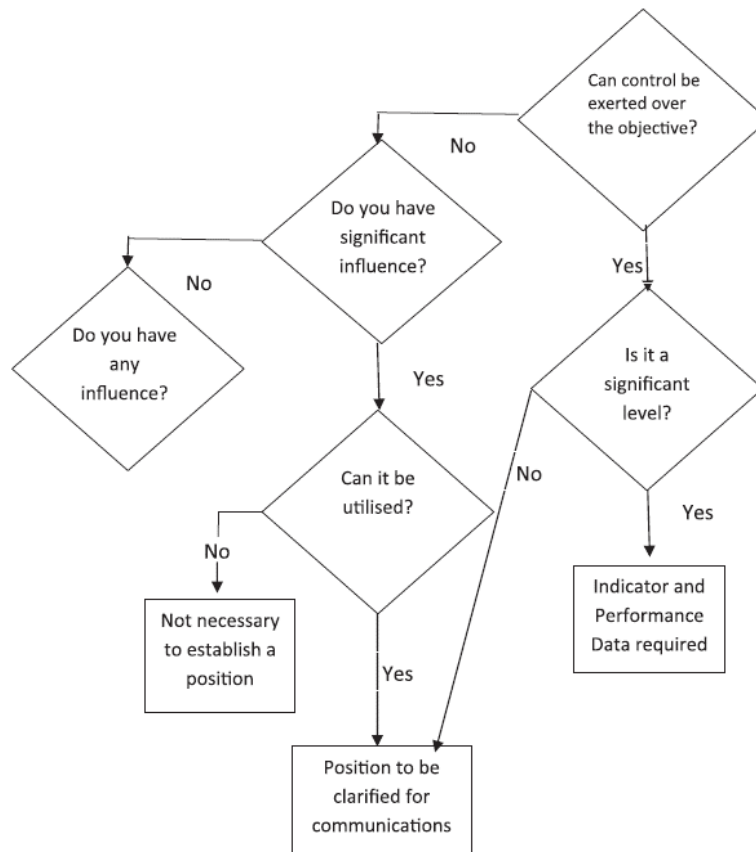 Can control be
exerted over
the objective?
No
Do you have
significant
influence?
Yes
No
Do you have
any
influence?
Is it a
significant
level?
Yes
Can it be
utilised?
No
Yes
No
Indicator and
Performance
Data required
Not necessary
to establish a
position
Yes
Position to be
clarified for
communications